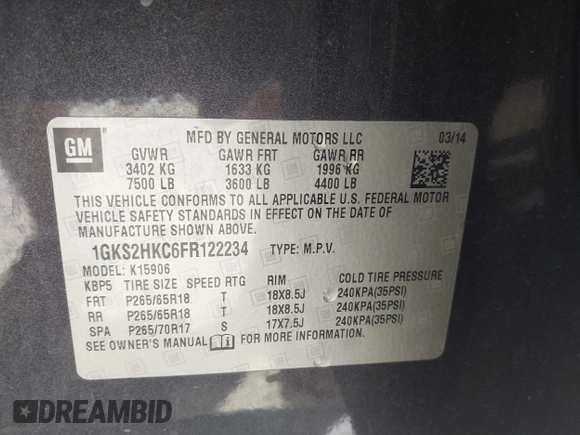 GM
MFD BY GENERAL MOTORS LLC 03/14
GVWR GAWR FRT GAWR RR
3402 KG 1633 KG 1996 KG
7500 LB 3600 LB 4400 LB
THIS VEHICLE CONFORMS TO ALL APPLICABLE U.S. FEDERAL MOTOR
VEHICLE SAFETY STANDARDS IN EFFECT ON THE DATE OF
MANUFACTURE SHOWN ABOVE.
1GKS2HKC6FR122234 TYPE: M.P.V.
MODEL: K15906
KBP5 TIRE SIZE SPEED RTG RIM COLD TIRE PRESSURE
FRT P265/65R18 T 18X8.5J 240KPA(35PSI)
RR P265/65R18 T 18X8.5J 240KPA(35PSI)
SPA P265/70R17 S 17X7.5J 240KPA(35PSI)
SEE OWNER'S MANUAL FOR ADDITIONAL INFORMATION.
DREAMBID